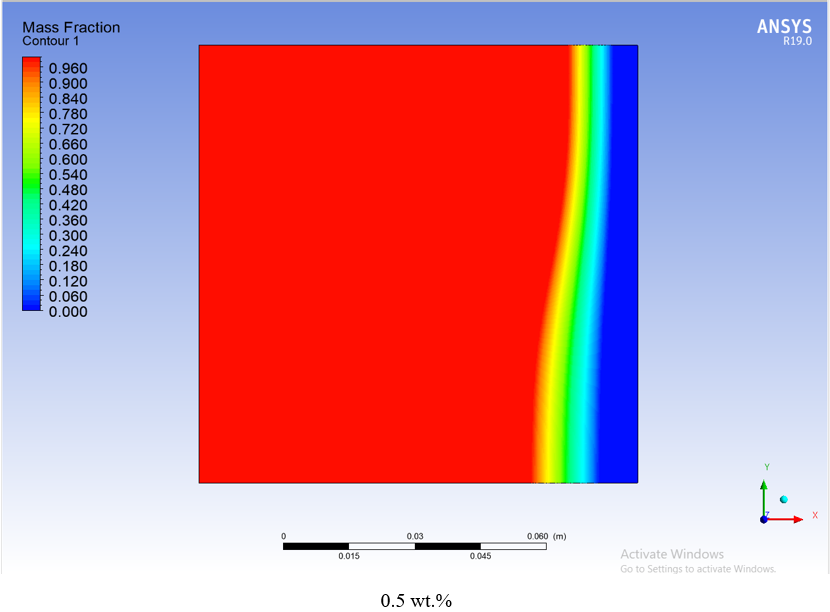 Mass Fraction
Contour 1
ANSYS
R19.0
0.960
0.900
0.840
0.780
0.720
0.660
0.600
0.540
0.480
0.420
0.360
0.300
0.240
0.180
0.120
0.060
0.000
Y
Z
X
0 0.03 0.060 (m)
0.015 0.045
Activate Windows
Go to Settings to activate Windows.
0.5 wt.%